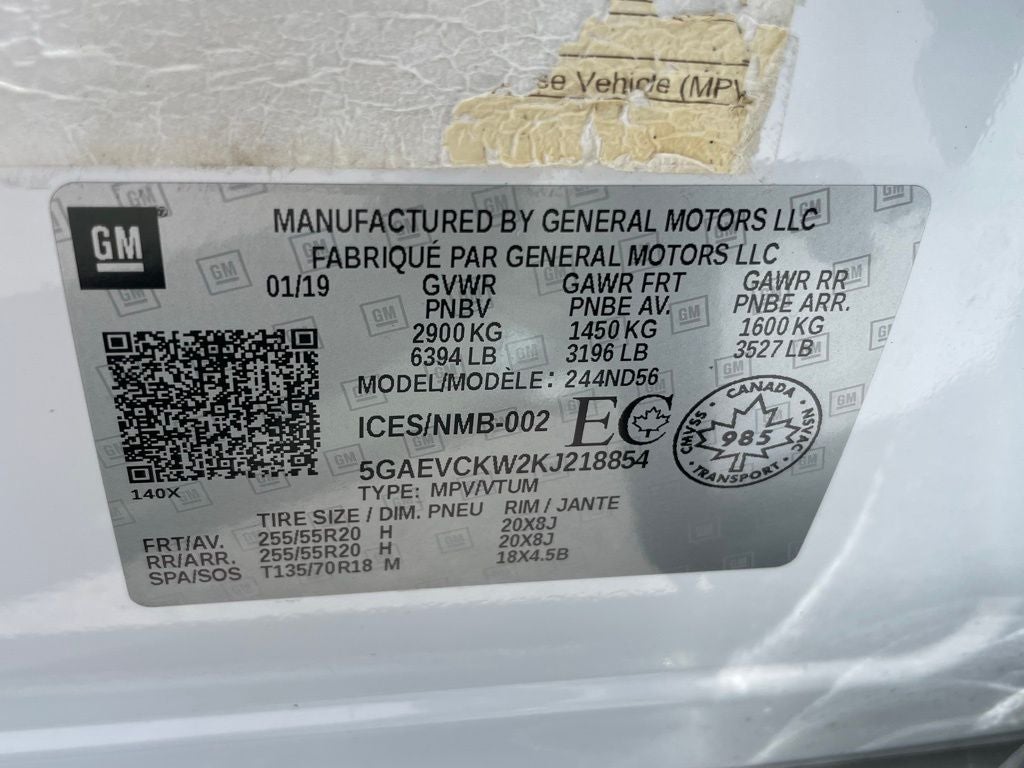 se Vehicle (MPV
GM
MANUFACTURED BY GENERAL MOTORS LLC
FABRIQUÉ PAR GENERAL MOTORS LLC
01/19 GVWR GAWR FRT GAWR RR
PNBV PNBE AV. PNBE ARR.
2900 KG 1450 KG 1600 KG
6394 LB 3196 LB 3527 LB
MODEL/MODÈLE: 244ND56
ICES/NMB-002 EC
CANADA
CMVSS 985 NSVAC
TRANSPORT
5GAEVCKW2KJ218854
140X
TYPE: MPV/VTUM
TIRE SIZE / DIM. PNEU RIM / JANTE
FRT/AV. 255/55R20 H 20X8J
RR/ARR. 255/55R20 H 20X8J
SPA/SOS T135/70R18 M 18X4.5B